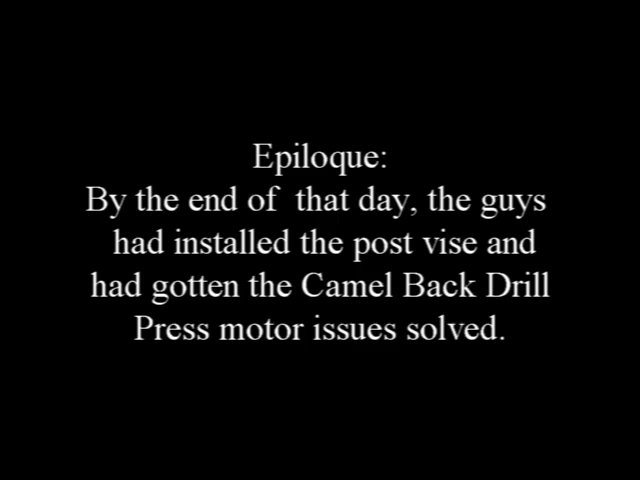 Epiloque:
By the end of that day, the guys
had installed the post vise and
had gotten the Camel Back Drill
Press motor issues solved.